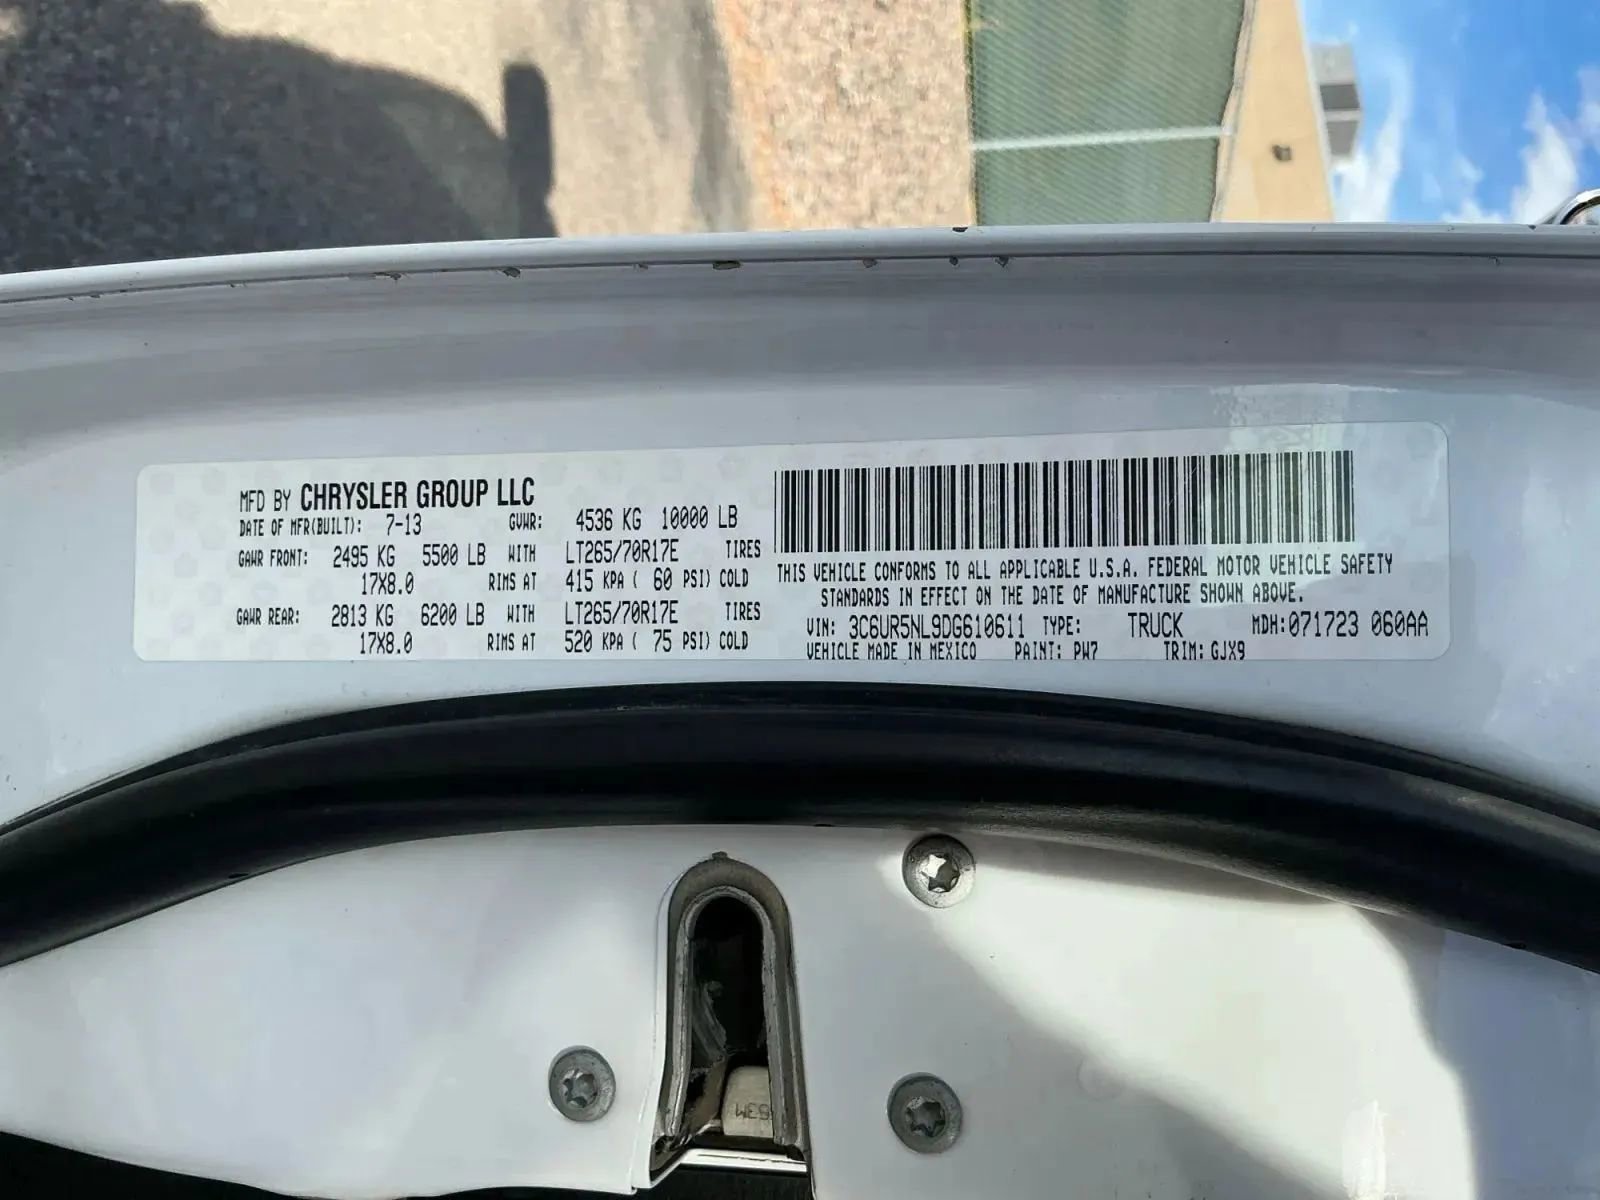 MFD BY CHRYSLER GROUP LLC
DATE OF MFR(BUILT): 7-13 GVWR: 4536 KG 10000 LB
GAWR FRONT: 2495 KG 5500 LB WITH LT265/70R17E TIRES
17X8.0 RIMS AT 415 KPA ( 60 PSI) COLD
GAWR REAR: 2813 KG 6200 LB WITH LT265/70R17E TIRES
17X8.0 RIMS AT 520 KPA ( 75 PSI) COLD
THIS VEHICLE CONFORMS TO ALL APPLICABLE U.S.A. FEDERAL MOTOR VEHICLE SAFETY
STANDARDS IN EFFECT ON THE DATE OF MANUFACTURE SHOWN ABOVE.
VIN: 3C6UR5NL9DG610611 TYPE: TRUCK MDH:071723 060AA
VEHICLE MADE IN MEXICO PAINT: PW7 TRIM: GJX9